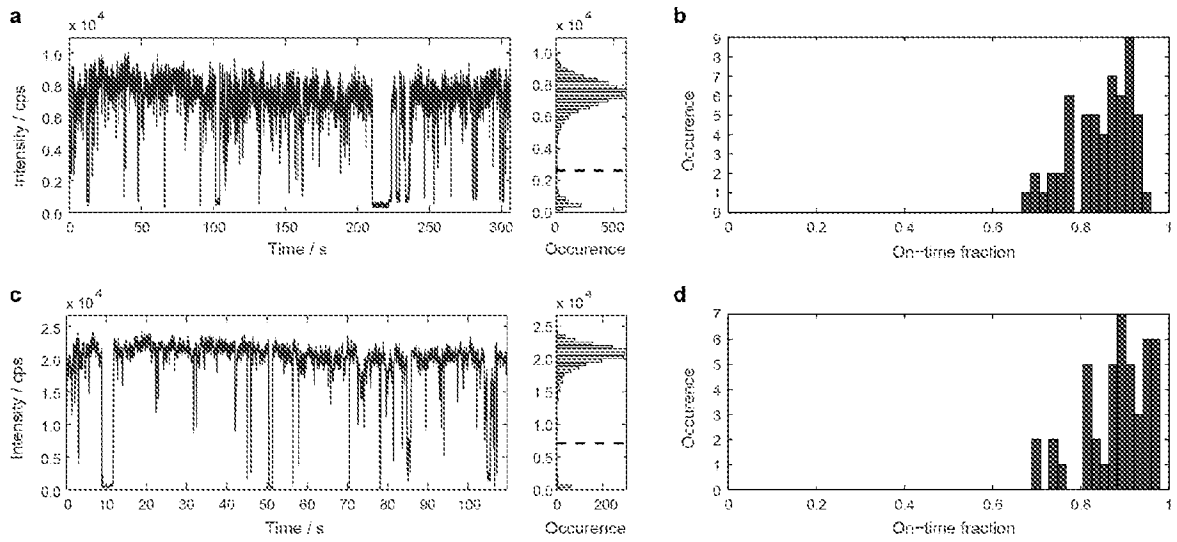 a
x 10 4
x 10 4
b
1.0
0.8
0.6
0.4
0.2
0.0
Intensity / cps
0 50 100 150 200 250 300
Time / s
1.0
0.8
0.6
0.4
0.2
0.0
0 500
Occurence
9
8
7
6
5
4
3
2
1
0
Occurence
0 0.2 0.4 0.6 0.8 1
On-time fraction
c
x 10 4
x 10 4
d
2.5
2.0
1.5
1.0
0.5
0.0
Intensity / cps
0 10 20 30 40 50 60 70 80 90 100
Time / s
2.5
2.0
1.5
1.0
0.5
0.0
0 200
Occurence
7
6
5
4
3
2
1
0
Occurence
0 0.2 0.4 0.6 0.8 1
On-time fraction